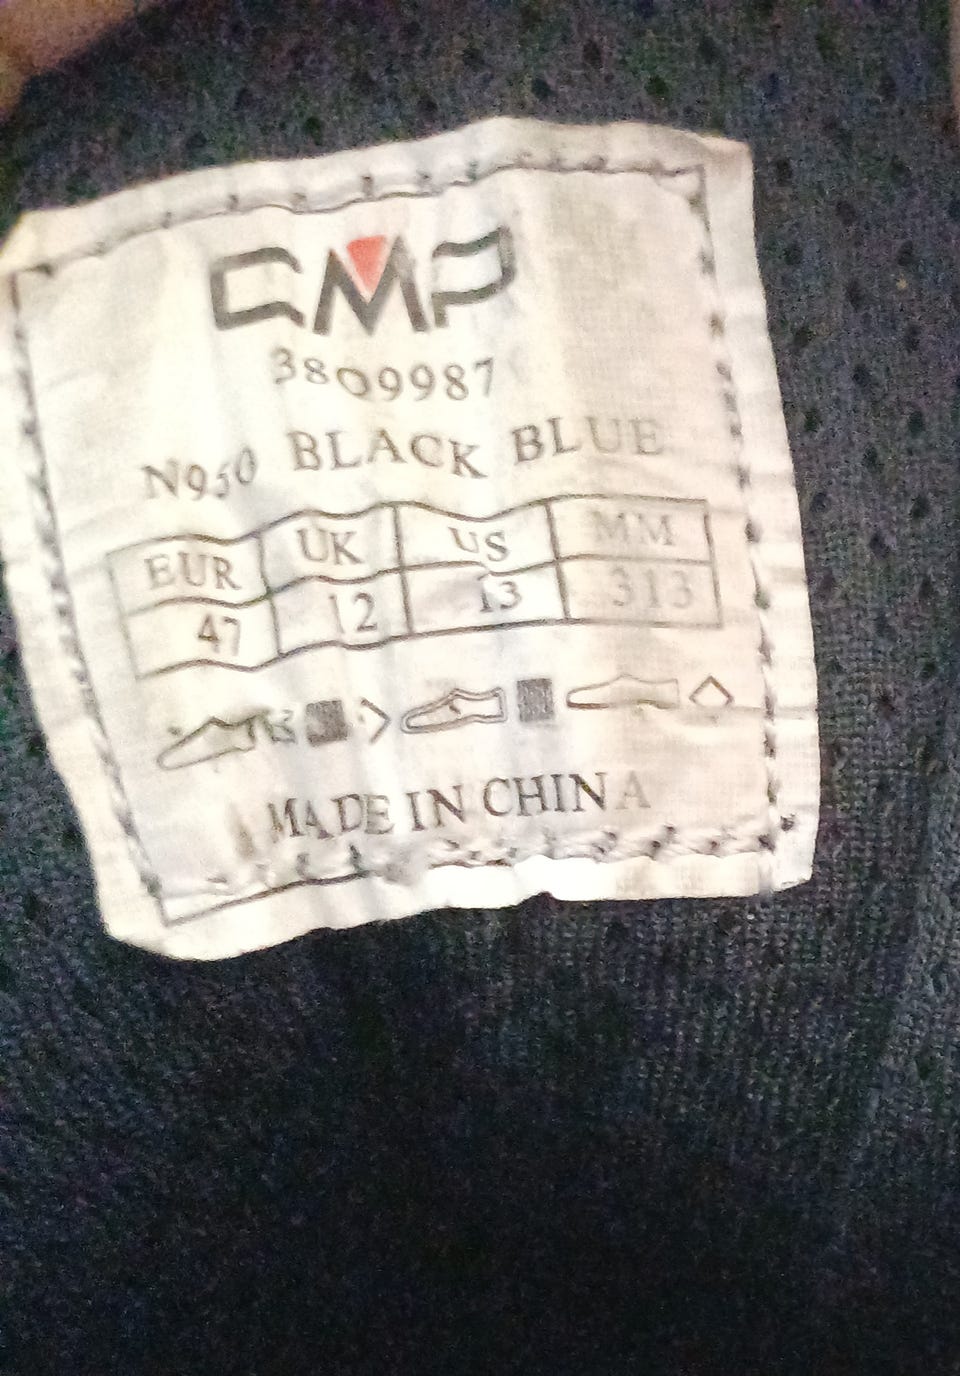 CMP
3809987
N950 BLACK BLUE
EUR UK US MM
47 12 13 313
MADE IN CHINA